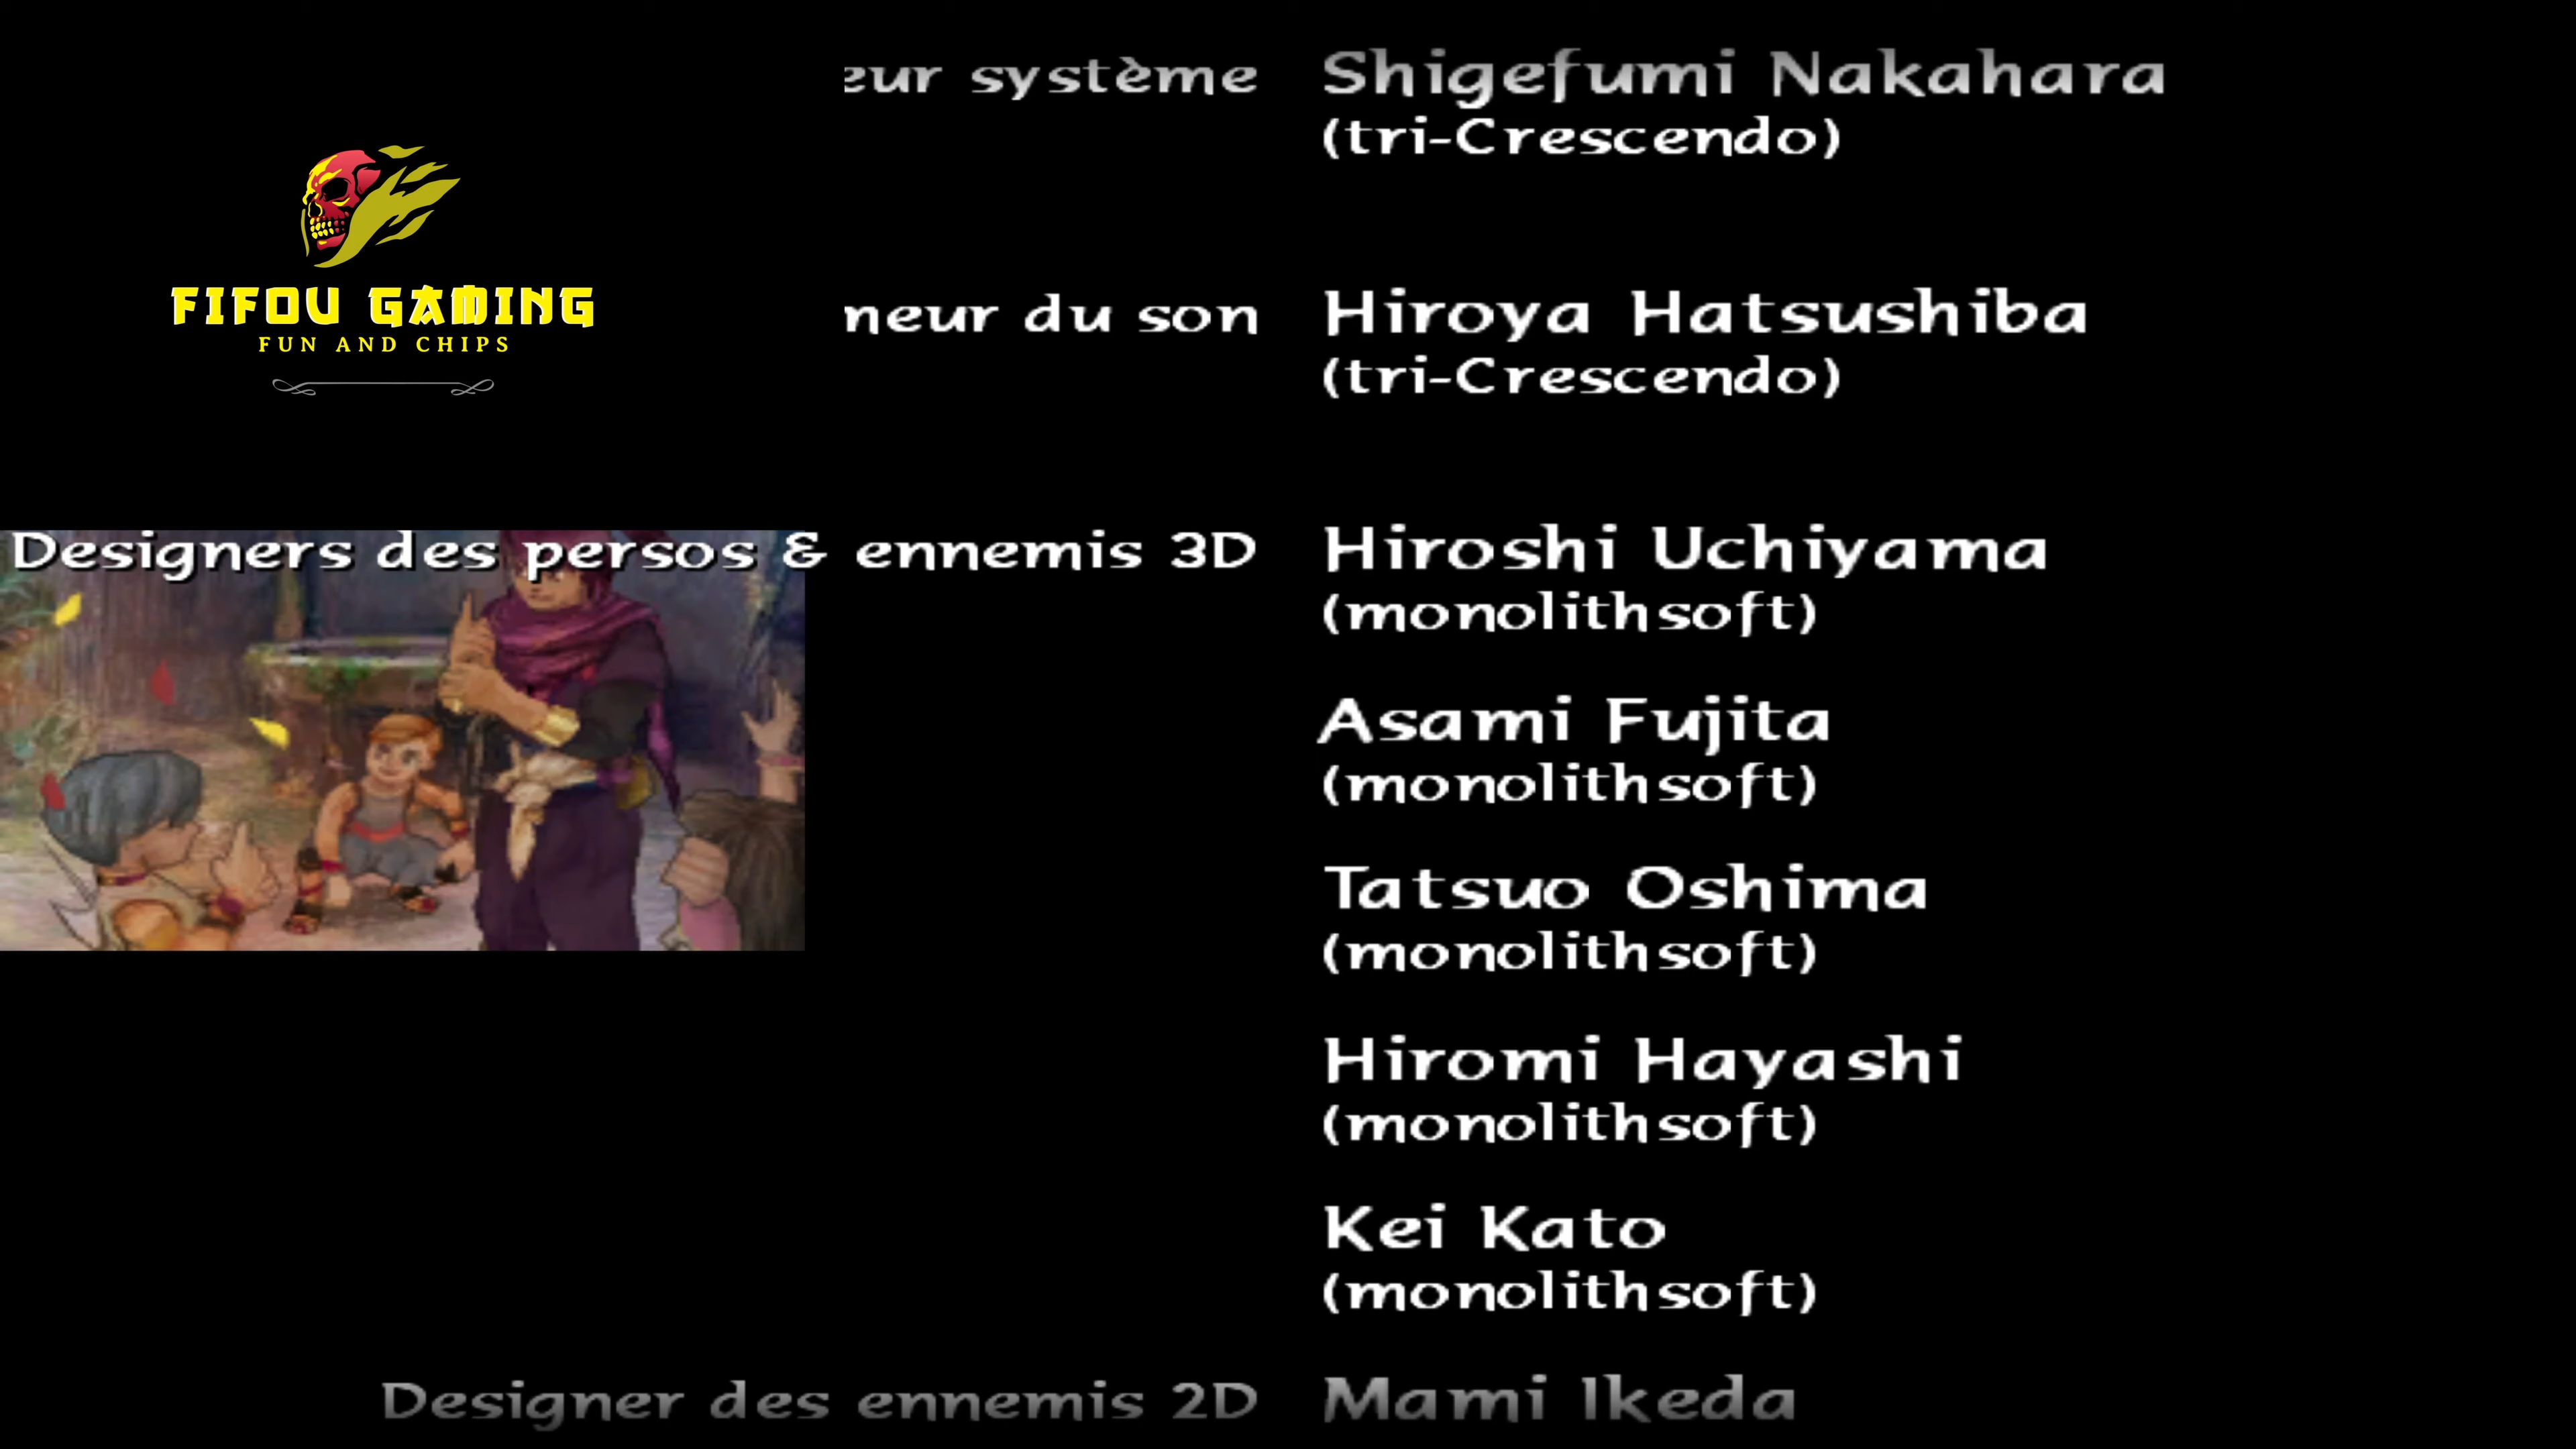 système Shigefumi Nakahara
(tri-Crescendo)
FIFOU GAMING
FUN AND CHIPS
du son Hiroya Hatsushiba
(tri-Crescendo)
Designers des persos & ennemis 3D Hiroshi Uchiyama
(monolithsoft)
Asami Fujita
(monolithsoft)
Tatsuo Oshima
(monolithsoft)
Hiromi Hayashi
(monolithsoft)
Kei Kato
(monolithsoft)
Designer des ennemis 2D Mami Ikeda